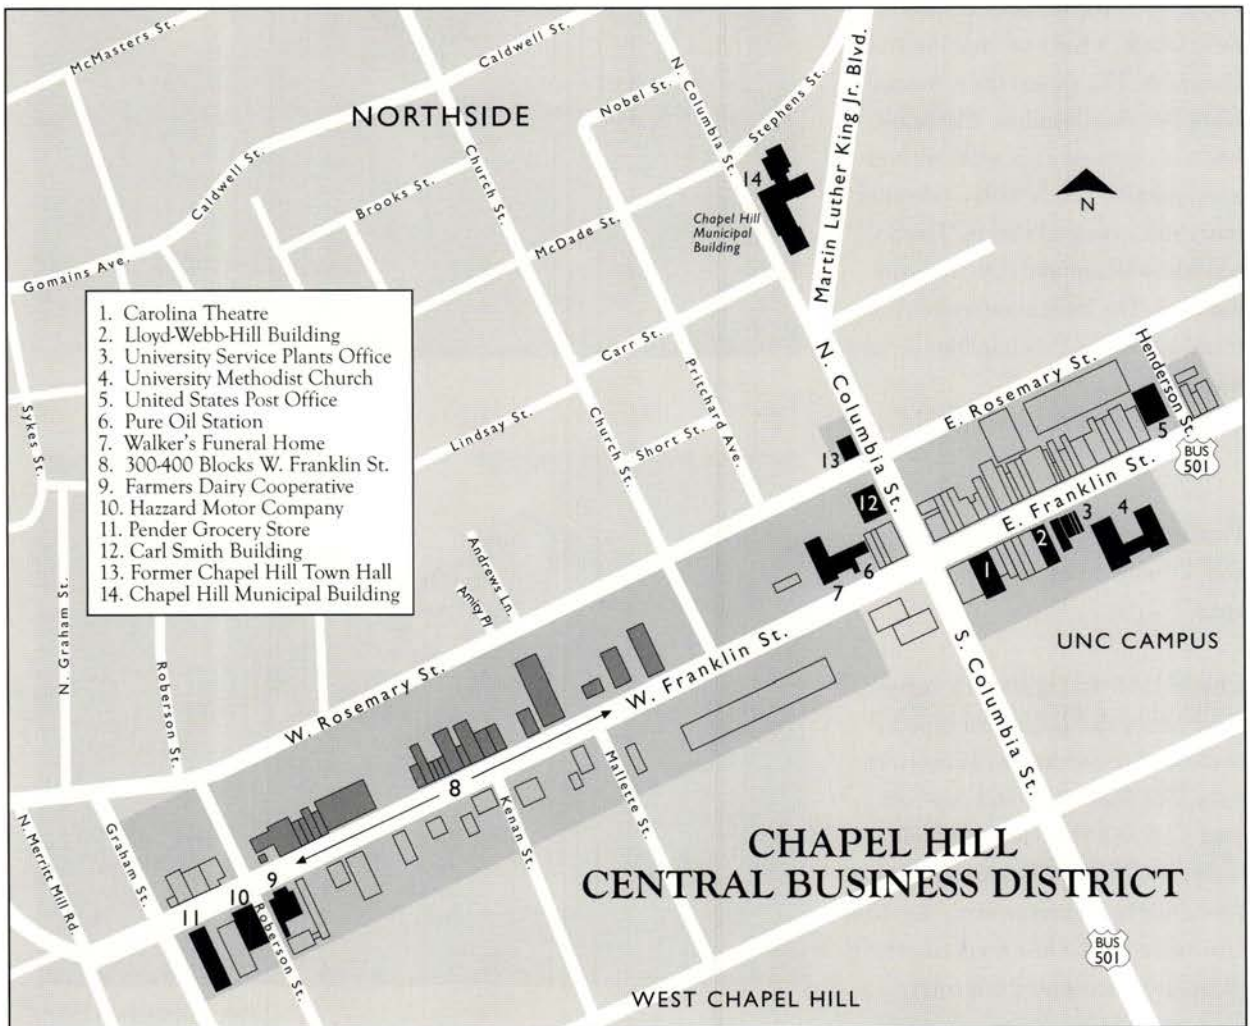 McMasters St.
Caldwell St.
NORTHSIDE
Nobel St.
N. Columbia St.
Stephens St.
Martin Luther King Jr. Blvd.
Caldwell St.
Church St.
Brooks St.
14
Chapel Hill
Municipal
Building
N
McDade St.
Gomains Ave.
1. Carolina Theatre
2. Lloyd-Webb-Hill Building
3. University Service Plants Office
4. University Methodist Church
5. United States Post Office
6. Pure Oil Station
7. Walker's Funeral Home
8. 300-400 Blocks W. Franklin St.
9. Farmers Dairy Cooperative
10. Hazzard Motor Company
11. Pender Grocery Store
12. Carl Smith Building
13. Former Chapel Hill Town Hall
14. Chapel Hill Municipal Building
Carr St.
Pritchard Ave.
N. Columbia St.
E. Rosemary St.
Henderson St.
Sykes St.
Lindsay St.
Church St.
Short St.
13
12
5
BUS
501
E. Franklin St.
3
4
2
1
6
7
Andrews Ln.
Amity Pl
N. Graham St.
Roberson St.
W. Rosemary St.
W. Franklin St.
S. Columbia St.
UNC CAMPUS
8
Kenan St.
Mallette St.
N. Merritt Mill Rd.
Graham St.
9
10
11
Roberson St.
CHAPEL HILL
CENTRAL BUSINESS DISTRICT
BUS
501
WEST CHAPEL HILL